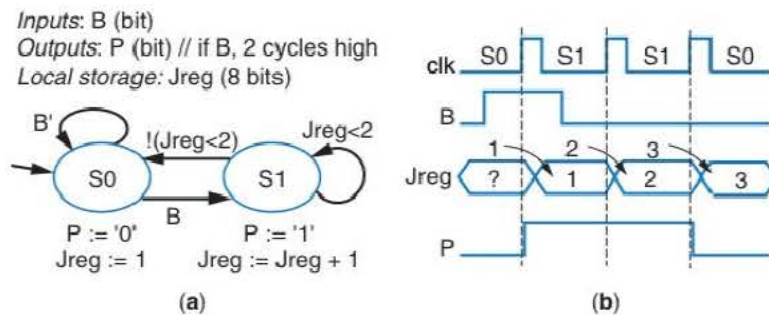 Inputs: B (bit)
Outputs: P (bit) // if B, 2 cycles high
Local storage: Jreg (8 bits)
B'
!(Jreg<2)
Jreg<2
S0
S1
B
P := '0'
P := '1'
Jreg := 1
Jreg := Jreg + 1
(a)
clk
S0
S1
S1
S0
B
1
2
3
Jreg
?
1
2
3
P
(b)